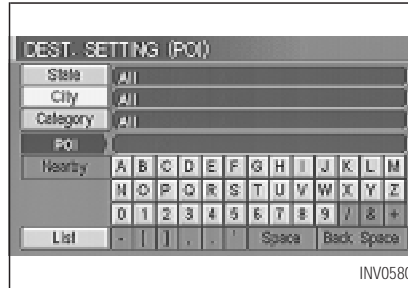 DEST. SETTING (POI)
State All
City All
Category All
POI
Nearby A B C D E F G H I J K L M
N O P Q R S T U V W X Y Z
0 1 2 3 4 5 6 7 8 9 / & +
List - [ ] , . ' Space Back Space
INV0580